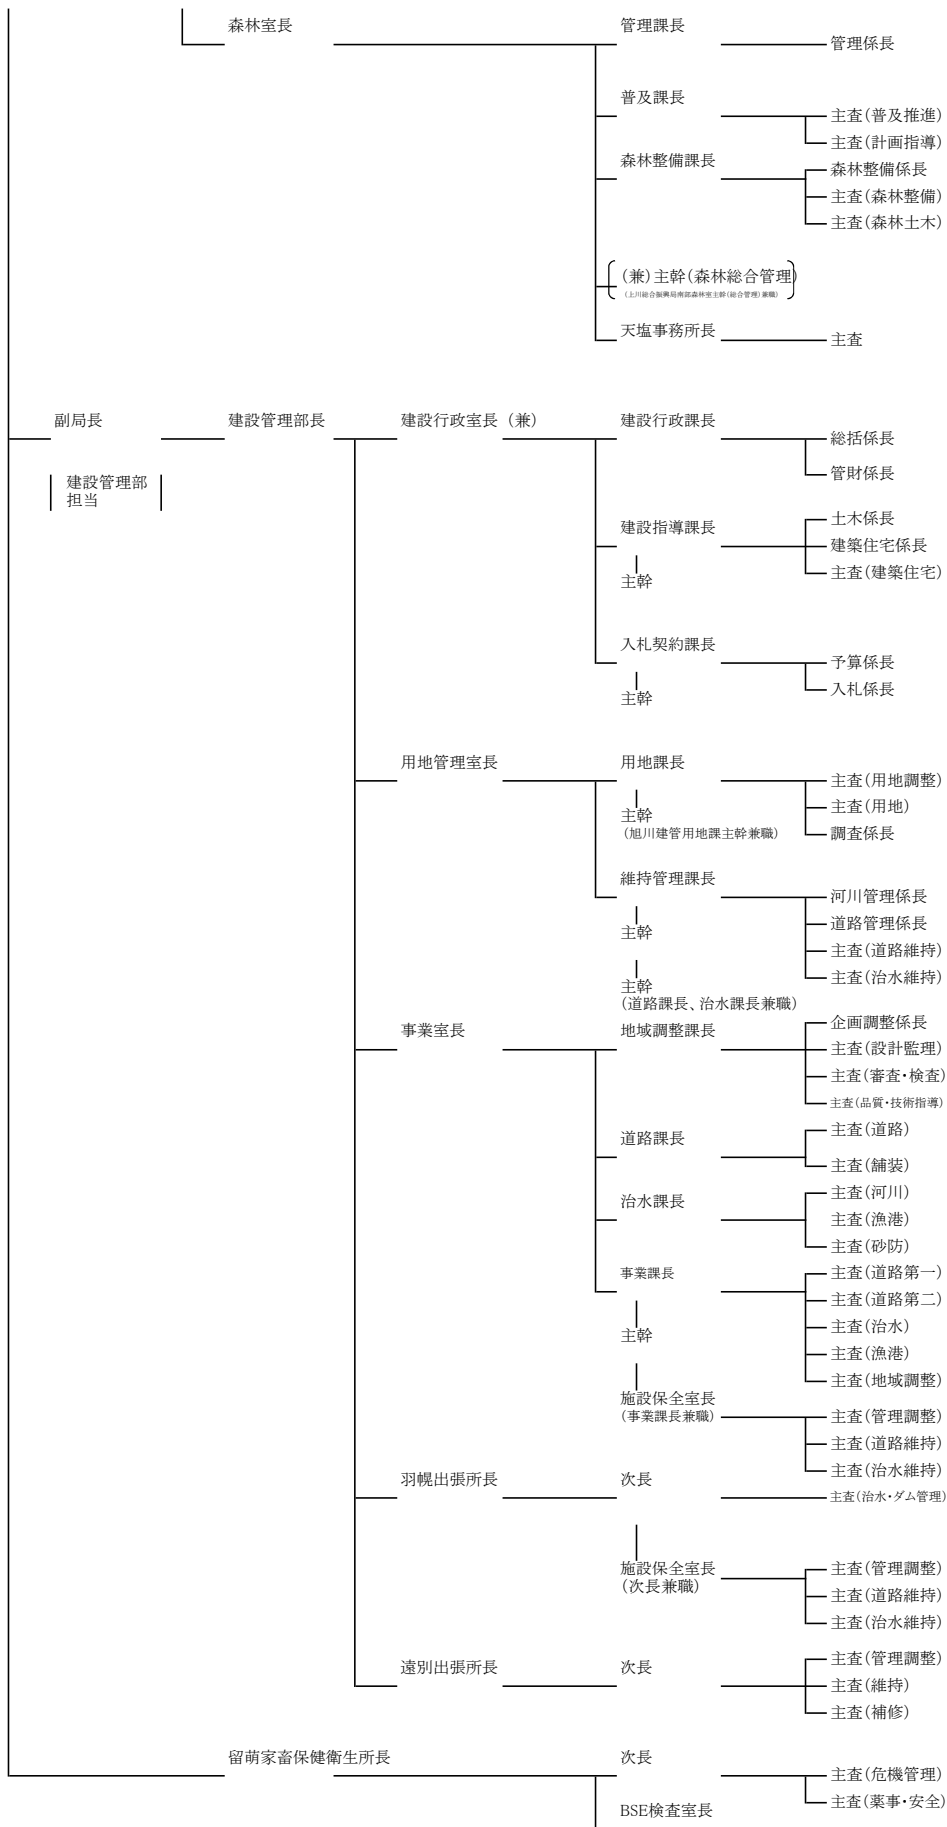 森林室長
管理課長
管理係長
普及課長
主査(普及推進)
主査(計画指導)
森林整備課長
森林整備係長
主査(森林整備)
主査(森林土木)
(兼)主幹(森林総合管理)
(上川総合振興局南部森林室主幹(総合管理)兼職)
天塩事務所長
主査
副局長
建設管理部長
建設行政室長(兼)
建設行政課長
総括係長
建設管理部
担当
管財係長
建設指導課長
土木係長
建築住宅係長
主幹
主査(建築住宅)
入札契約課長
予算係長
主幹
入札係長
用地管理室長
用地課長
主査(用地調整)
主幹
(旭川建管用地課主幹兼職)
主査(用地)
調査係長
維持管理課長
河川管理係長
主幹
道路管理係長
主査(道路維持)
主幹
(道路課長、治水課長兼職)
主査(治水維持)
事業室長
地域調整課長
企画調整係長
主査(設計監理)
主査(審査・検査)
主査(品質・技術指導)
道路課長
主査(道路)
主査(舗装)
治水課長
主査(河川)
主査(漁港)
主査(砂防)
事業課長
主査(道路第一)
主査(道路第二)
主幹
主査(治水)
主査(漁港)
主査(地域調整)
施設保全室長
(事業課長兼職)
主査(管理調整)
主査(道路維持)
主査(治水維持)
羽幌出張所長
次長
主査(治水・ダム管理)
施設保全室長
(次長兼職)
主査(管理調整)
主査(道路維持)
主査(治水維持)
遠別出張所長
次長
主査(管理調整)
主査(維持)
主査(補修)
留萌家畜保健衛生所長
次長
主査(危機管理)
主査(薬事・安全)
BSE検査室長